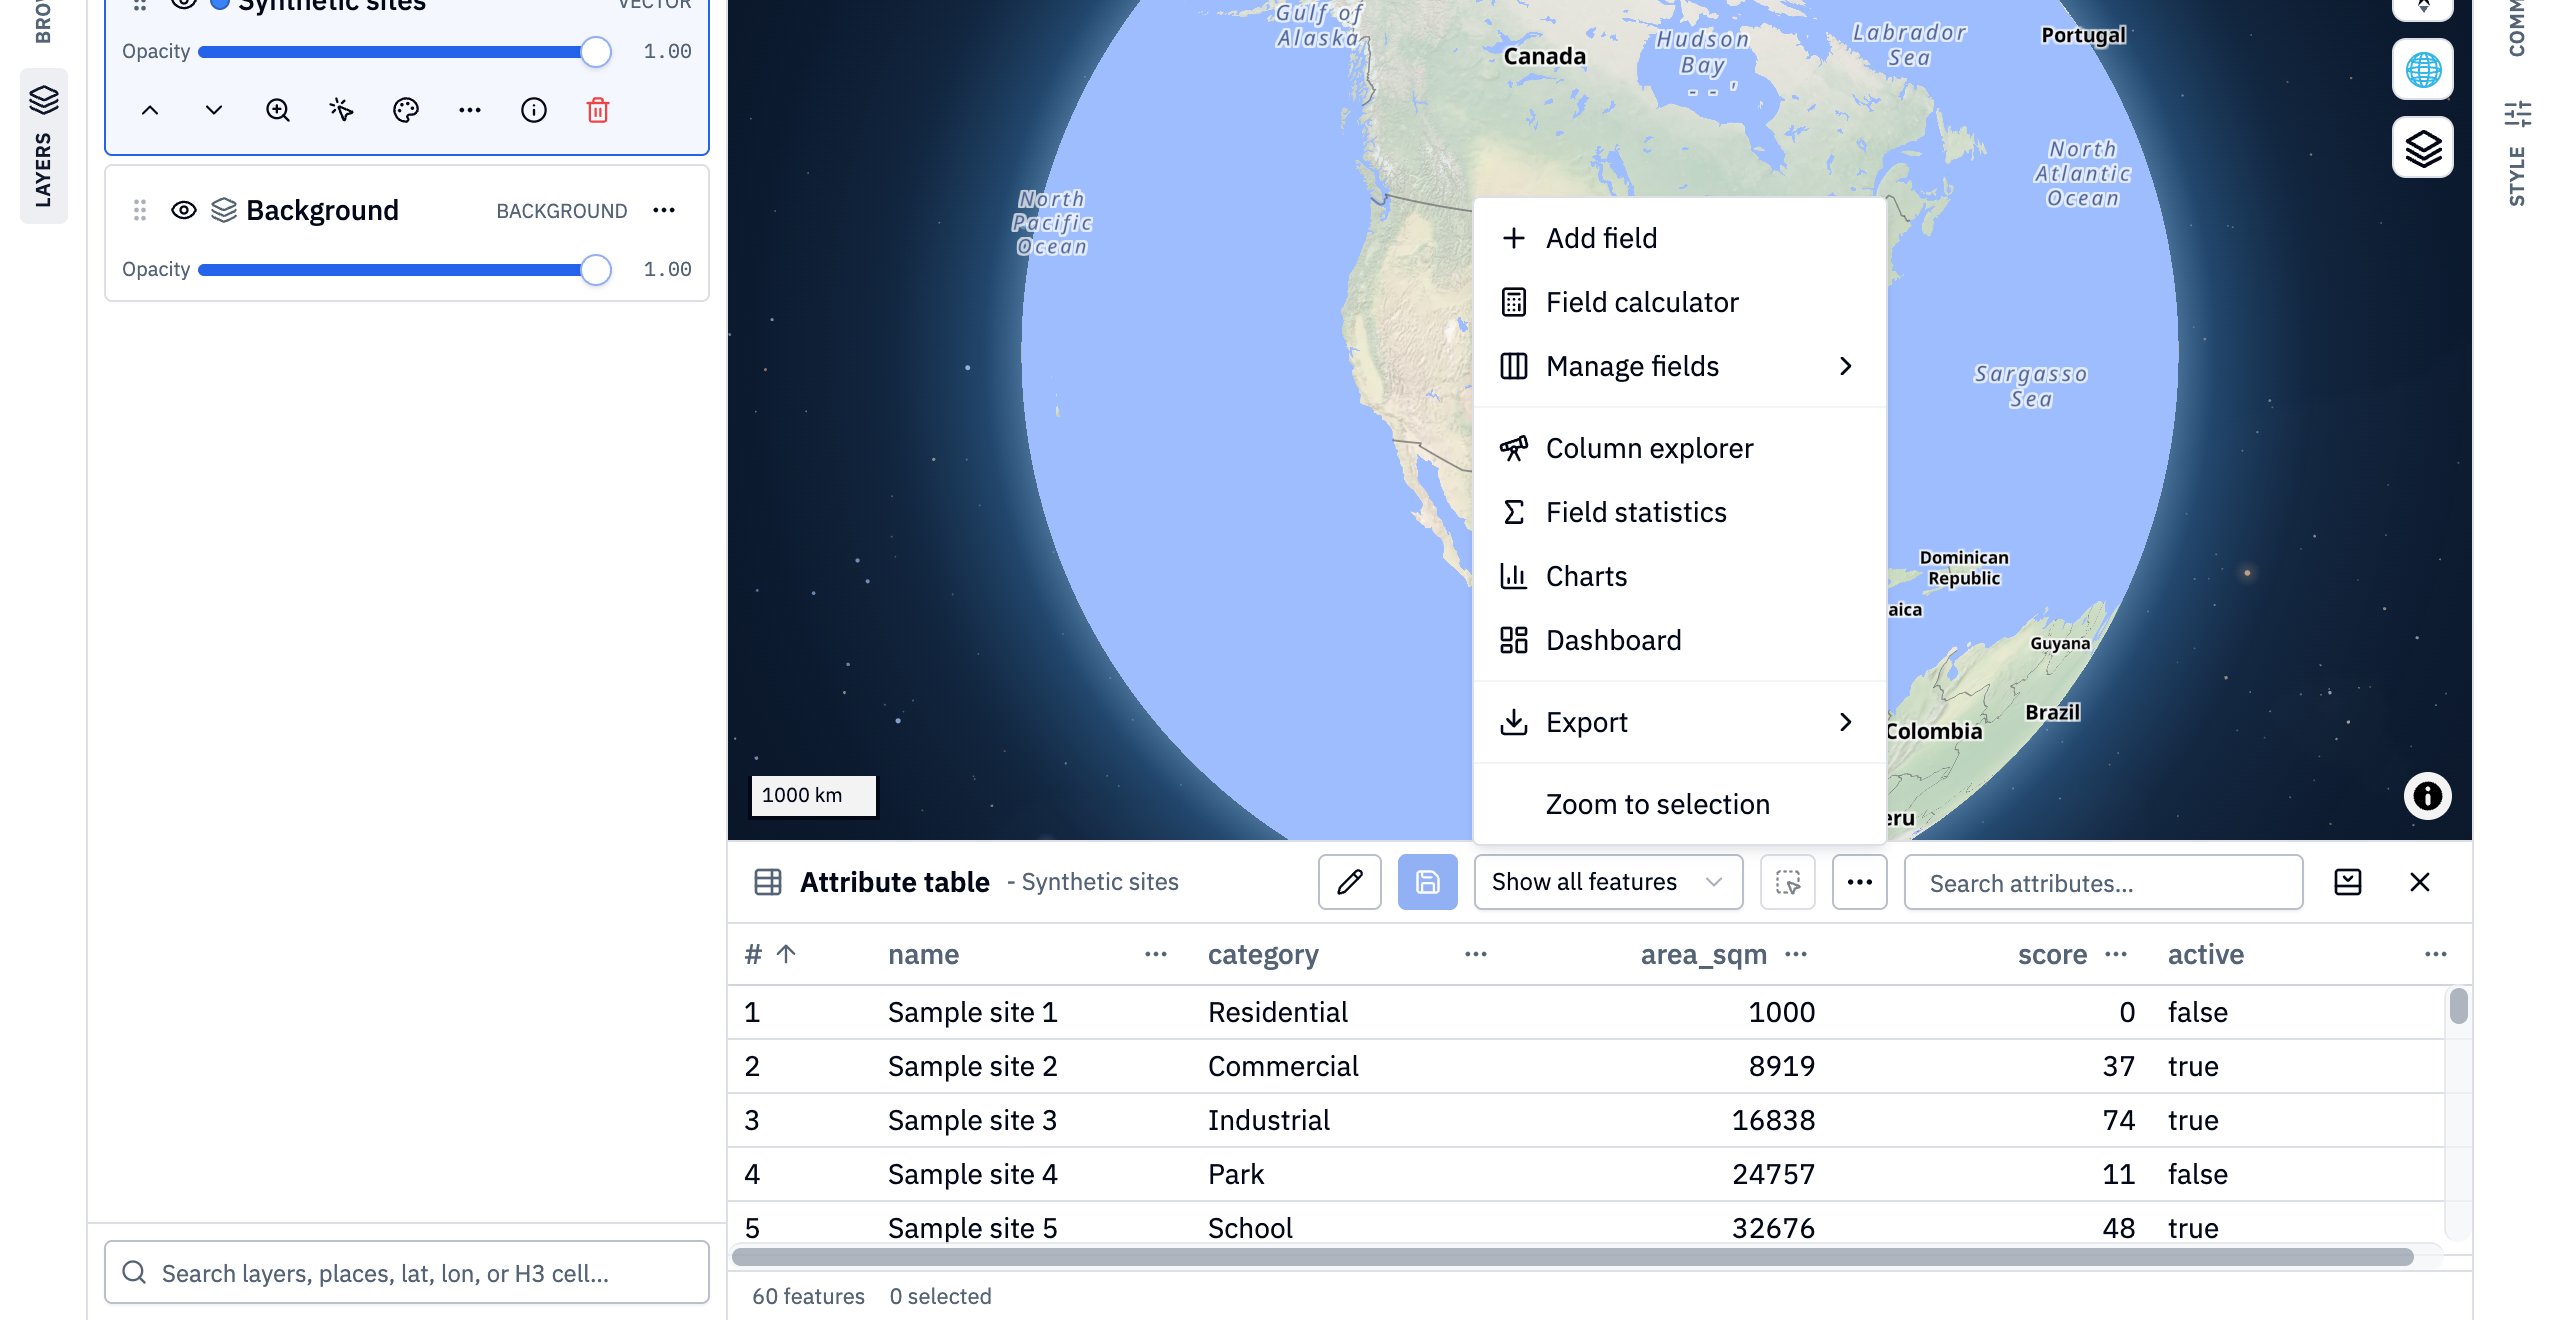 BRO
LAYERS
Synthetic sites
VECTOR
Opacity
1.00
Background
BACKGROUND
Opacity
1.00
Search layers, places, lat, lon, or H3 cell...
Gulf of
Alaska
Canada
Hudson
Bay
Labrador
Sea
Portugal
North
Pacific
Ocean
North
Atlantic
Ocean
Sargasso
Sea
Dominican
Republic
aica
Guyana
Brazil
Colombia
eru
1000 km
Add field
Field calculator
Manage fields
Column explorer
Field statistics
Charts
Dashboard
Export
Zoom to selection
COMM
STYLE
Attribute table - Synthetic sites
Show all features
Search attributes...
# name category area_sqm score active
1 Sample site 1 Residential 1000 0 false
2 Sample site 2 Commercial 8919 37 true
3 Sample site 3 Industrial 16838 74 true
4 Sample site 4 Park 24757 11 false
5 Sample site 5 School 32676 48 true
60 features 0 selected